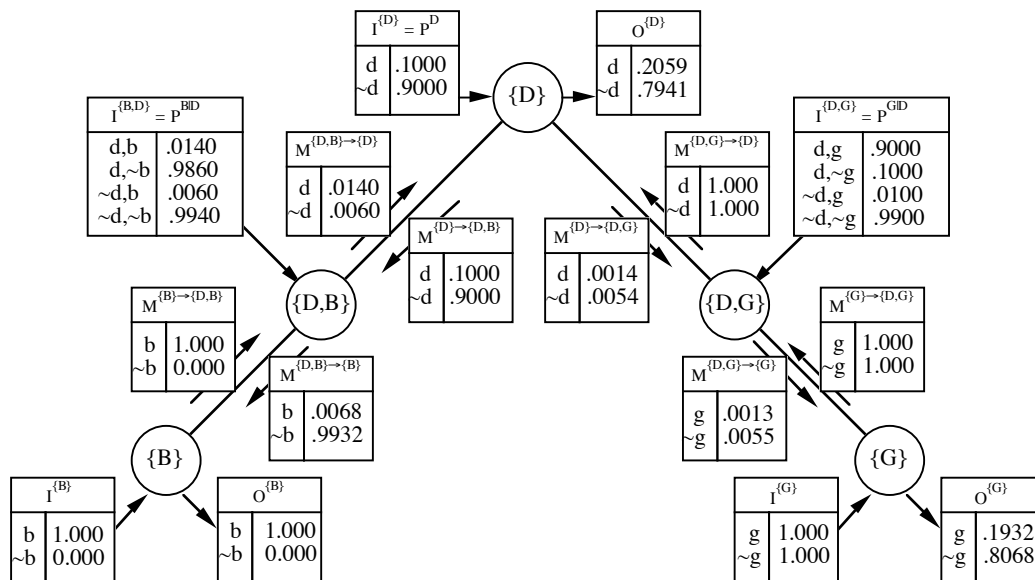 I^{D} = P^D
d .1000
~d .9000
{D}
O^{D}
d .2059
~d .7941
I^{B,D} = P^B|D
d,b .0140
d,~b .9860
~d,b .0060
~d,~b .9940
M^{D,B}→{D}
d .0140
~d .0060
M^{D,G}→{D}
d 1.000
~d 1.000
I^{D,G} = P^G|D
d,g .9000
d,~g .1000
~d,g .0100
~d,~g .9900
M^{D}→{D,B}
d .1000
~d .9000
M^{D}→{D,G}
d .0014
~d .0054
{D,B}
{D,G}
M^{B}→{D,B}
b 1.000
~b 0.000
M^{D,B}→{B}
b .0068
~b .9932
M^{D,G}→{G}
g .0013
~g .0055
M^{G}→{D,G}
g 1.000
~g 1.000
{B}
{G}
I^{B}
b 1.000
~b 0.000
O^{B}
b 1.000
~b 0.000
I^{G}
g 1.000
~g 1.000
O^{G}
g .1932
~g .8068